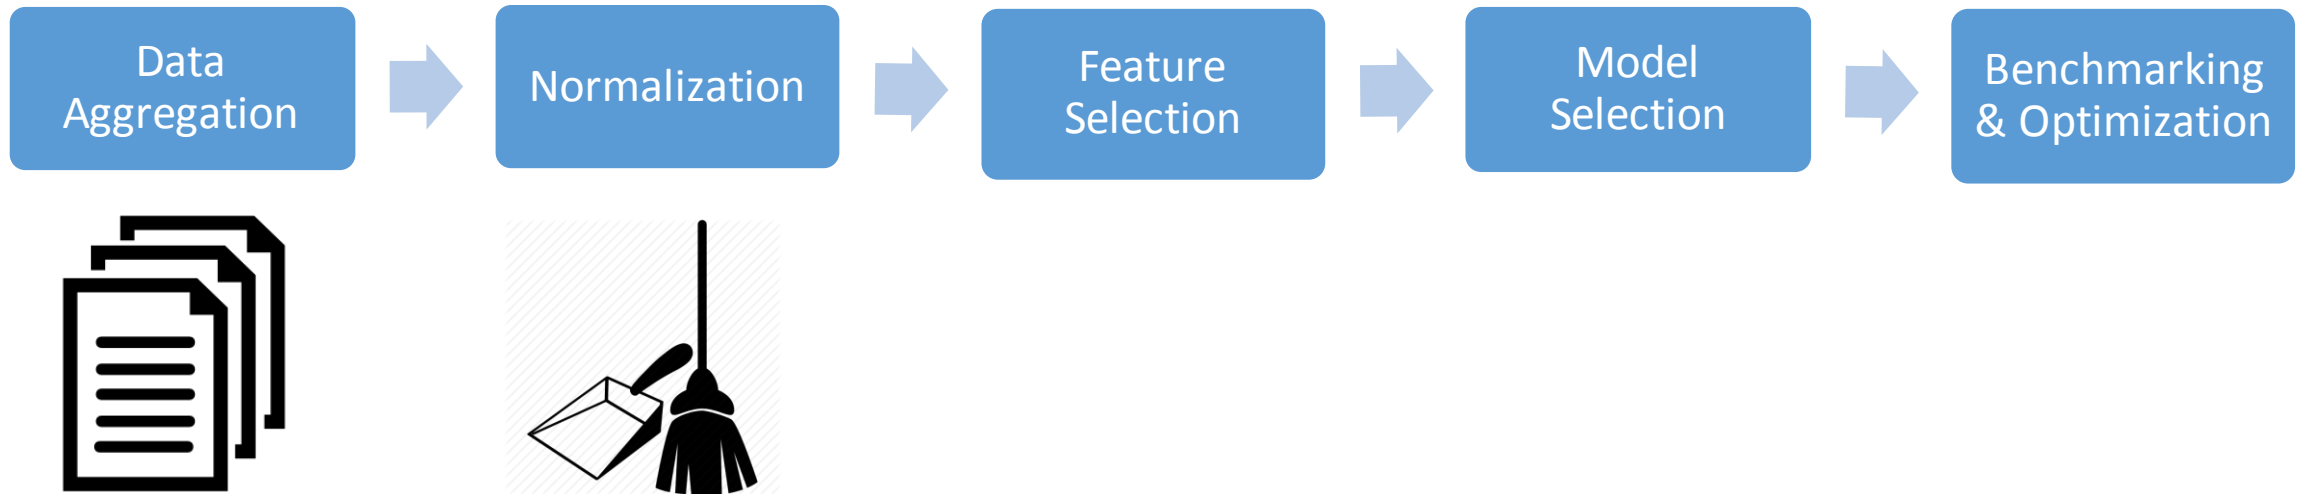 Data
Aggregation
Normalization
Feature
Selection
Model
Selection
Benchmarking
& Optimization